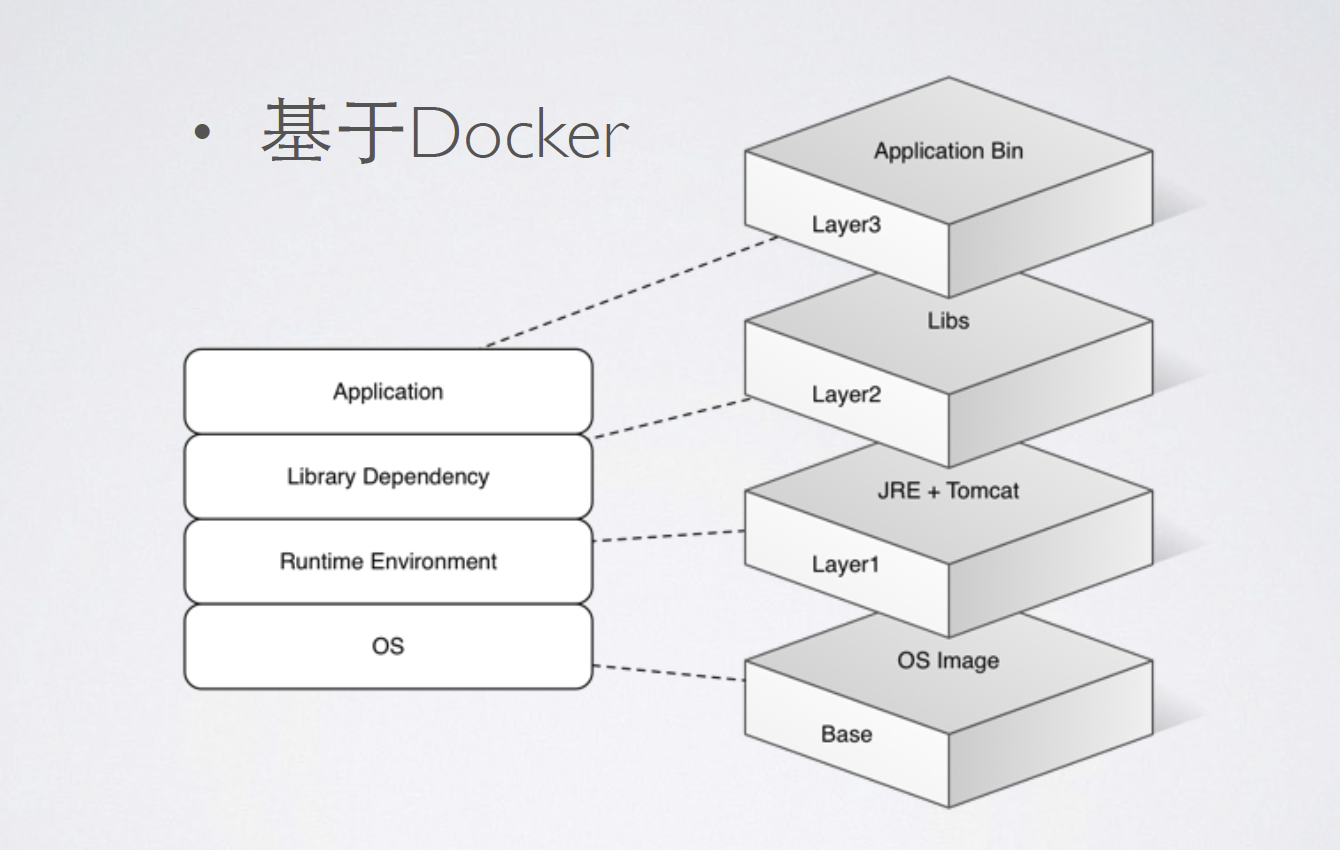 • 基于Docker
Application
Library Dependency
Runtime Environment
OS
Application Bin
Layer3
Libs
Layer2
JRE + Tomcat
Layer1
OS Image
Base